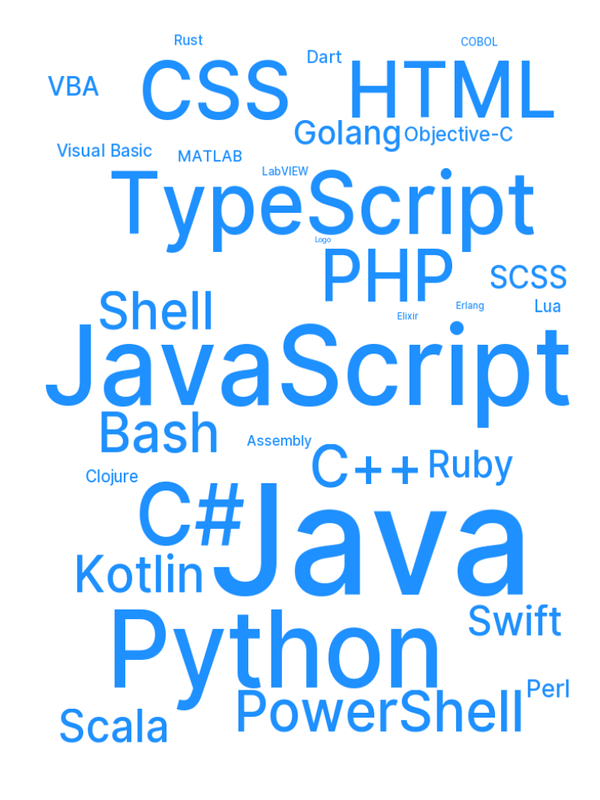 Rust
COBOL
Dart
VBA
CSS
HTML
Golang
Objective-C
Visual Basic
MATLAB
LabVIEW
TypeScript
Logo
PHP
SCSS
Shell
Elixir
Erlang
Lua
JavaScript
Bash
Assembly
C++
Ruby
Clojure
C#
Java
Kotlin
Python
Swift
Perl
PowerShell
Scala